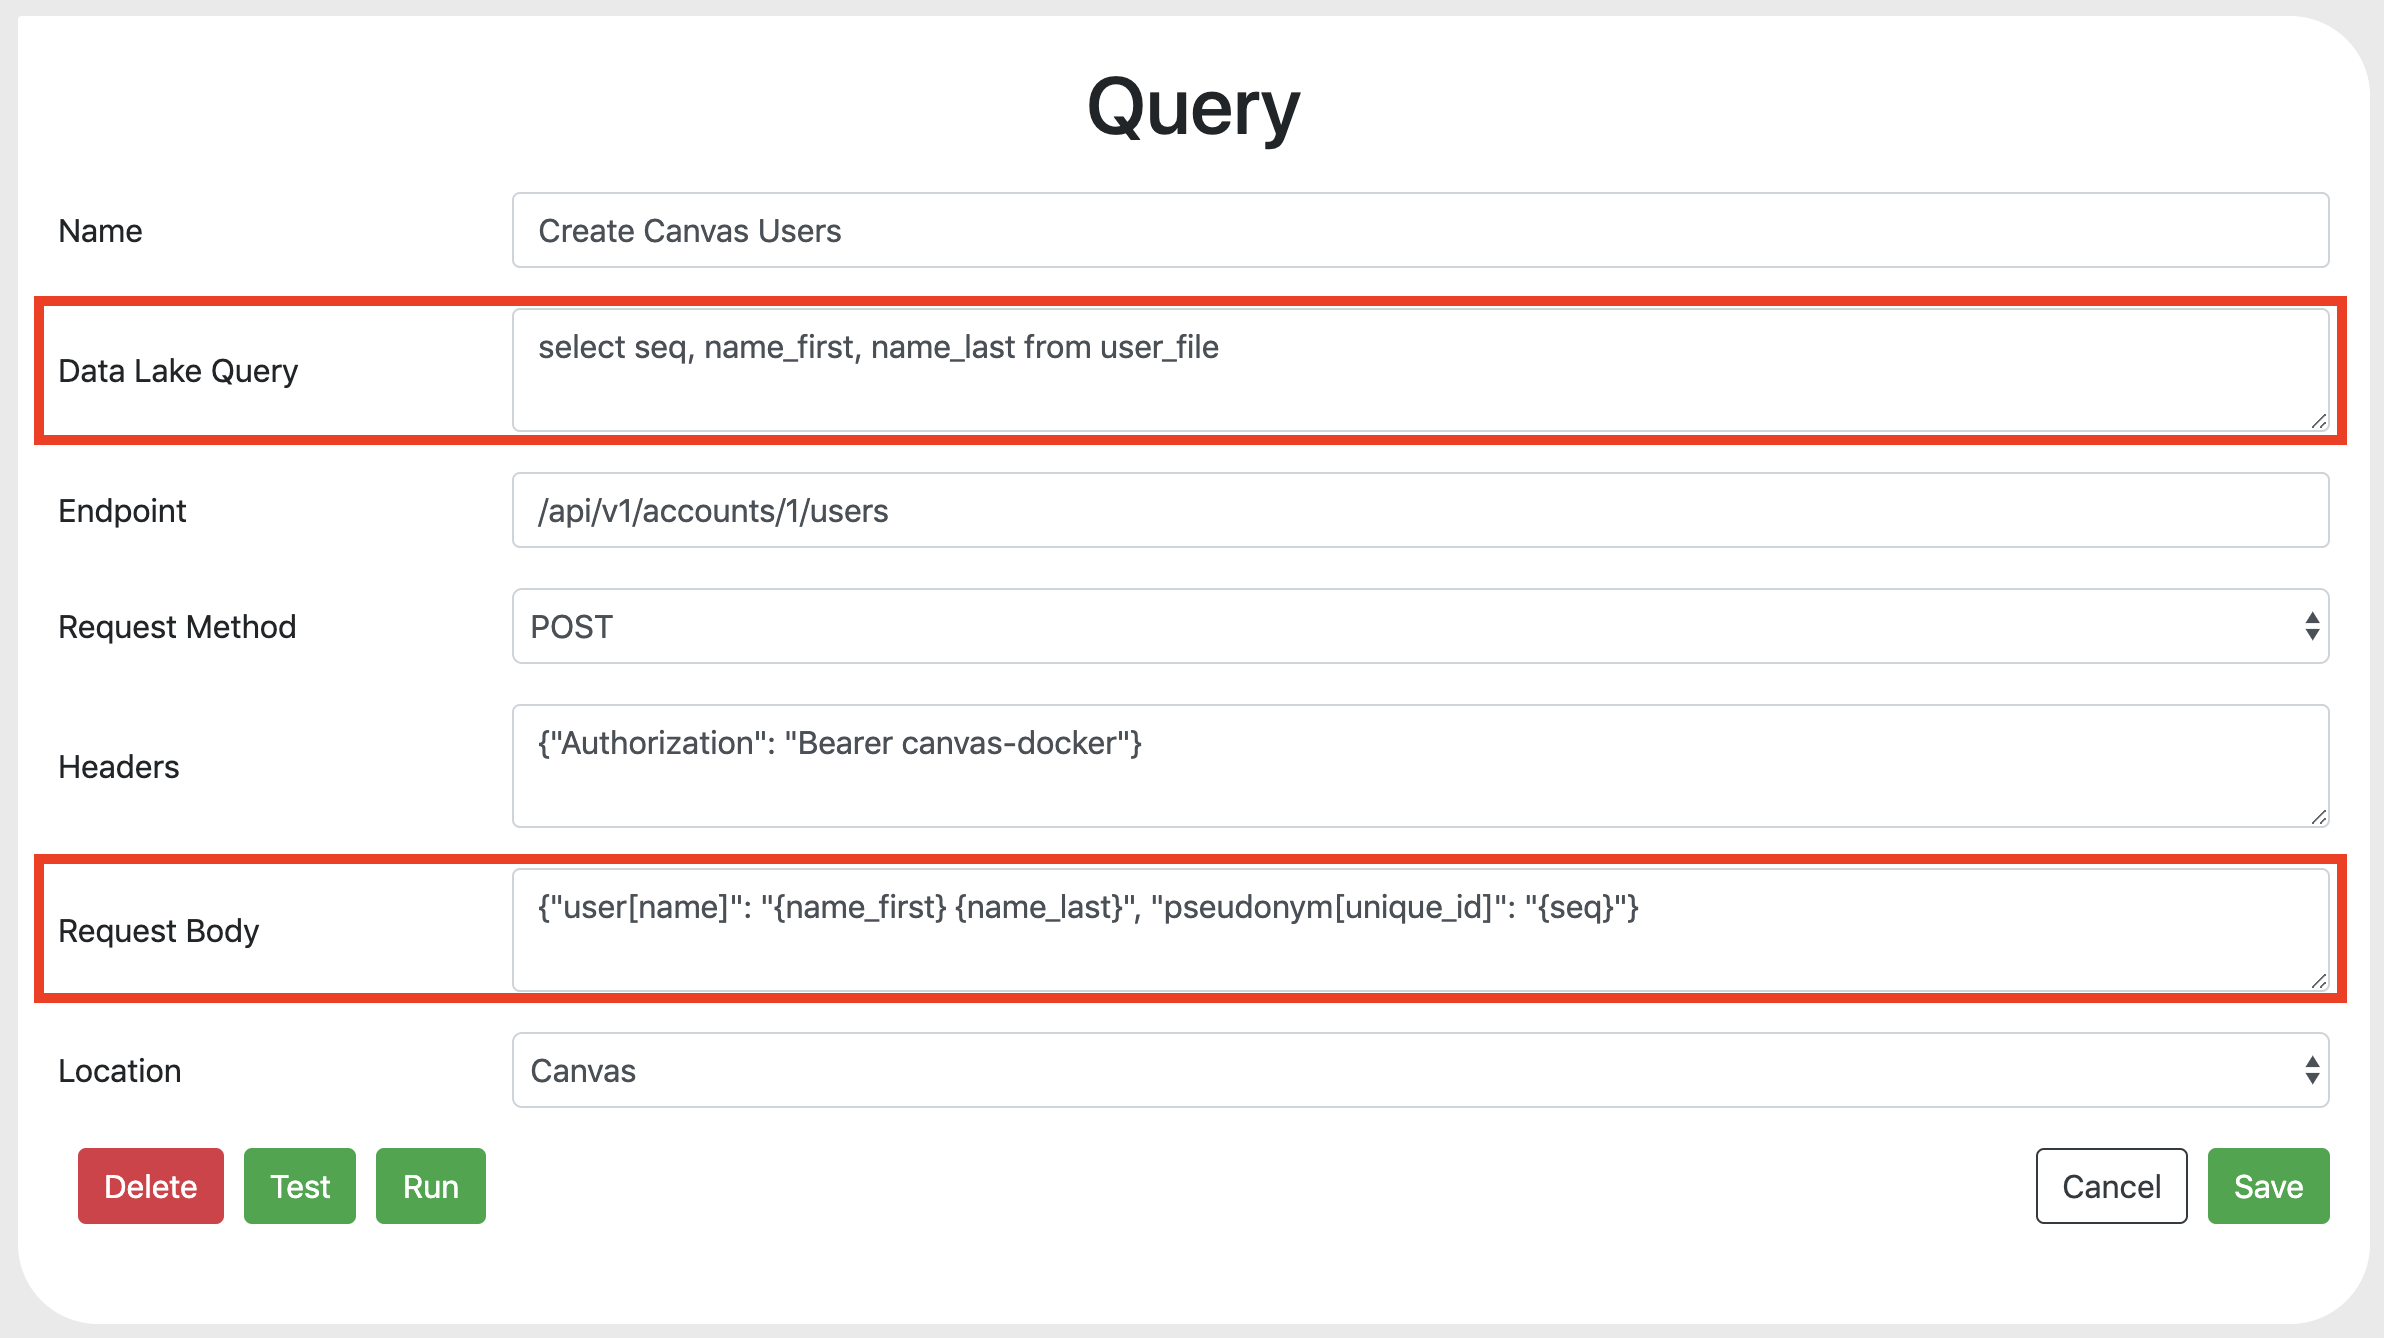 Query
Name
Create Canvas Users
Data Lake Query
select seq, name_first, name_last from user_file
Endpoint
/api/v1/accounts/1/users
Request Method
POST
Headers
{"Authorization": "Bearer canvas-docker"}
Request Body
{"user[name]": "{name_first} {name_last}", "pseudonym[unique_id]": "{seq}"}
Location
Canvas
Delete
Test
Run
Cancel
Save